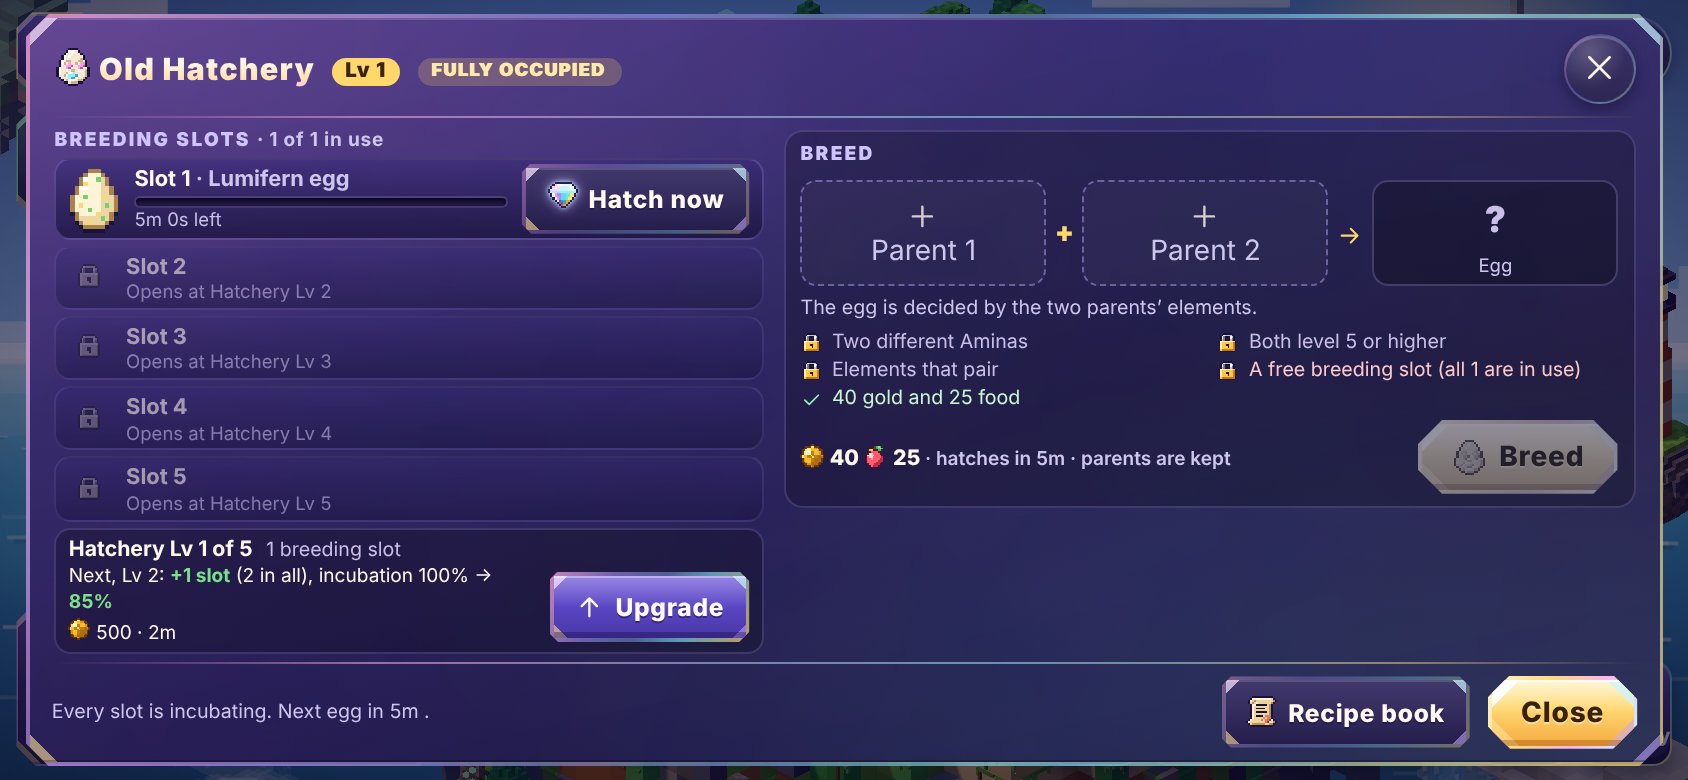 Old Hatchery Lv 1 FULLY OCCUPIED
BREEDING SLOTS · 1 of 1 in use
Slot 1 · Lumifern egg
5m 0s left
Hatch now
Slot 2
Opens at Hatchery Lv 2
Slot 3
Opens at Hatchery Lv 3
Slot 4
Opens at Hatchery Lv 4
Slot 5
Opens at Hatchery Lv 5
Hatchery Lv 1 of 5 1 breeding slot
Next, Lv 2: +1 slot (2 in all), incubation 100% →
85%
500 · 2m
↑ Upgrade
BREED
+
Parent 1
+
+
Parent 2
→
?
Egg
The egg is decided by the two parents’ elements.
Two different Aminas
Both level 5 or higher
Elements that pair
A free breeding slot (all 1 are in use)
✓ 40 gold and 25 food
40 25 · hatches in 5m · parents are kept
Breed
Every slot is incubating. Next egg in 5m .
Recipe book
Close